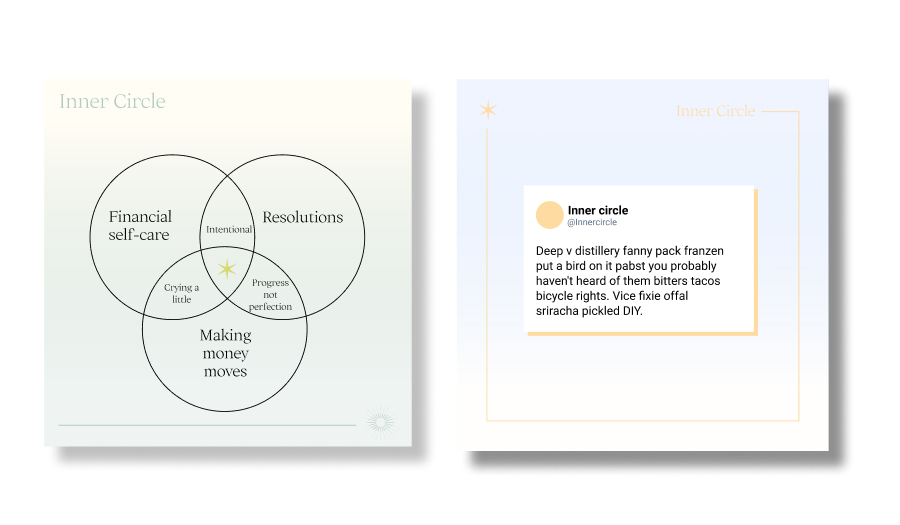 Inner Circle
Financial
self-care
Intentional
Resolutions
Crying a
little
Progress
not
perfection
Making
money
moves
Inner Circle
Inner circle
@Innercircle
Deep v distillery fanny pack franzen
put a bird on it pabst you probably
haven't heard of them bitters tacos
bicycle rights. Vice fixie offal
sriracha pickled DIY.